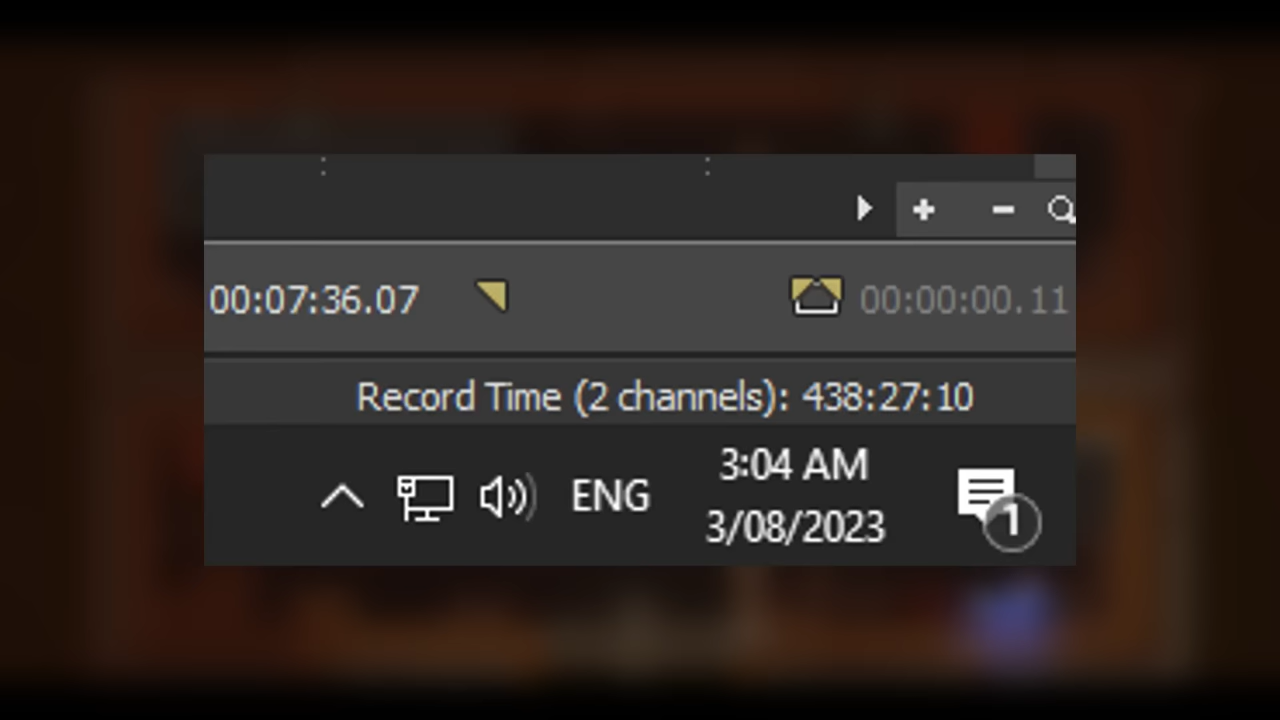 00:07:36.07 00:00:00.11
Record Time (2 channels): 438:27:10
ENG
3:04 AM
3/08/2023
1